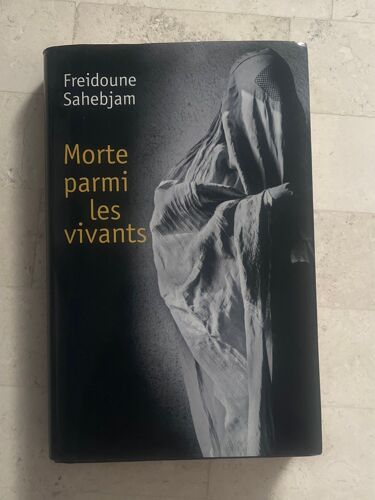 Freidoune
Sahebjam
Morte
parmi
les
vivants